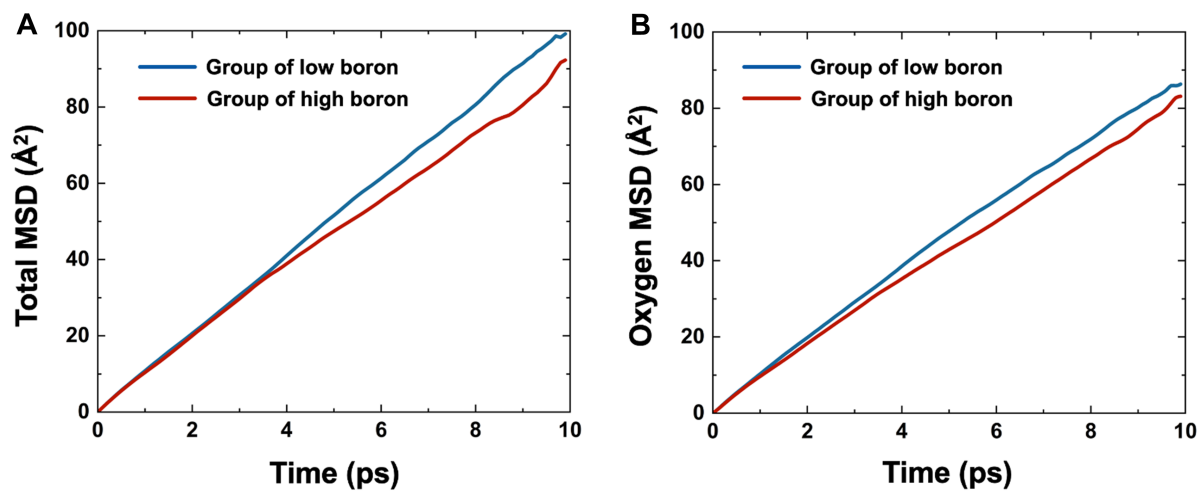 A
Total MSD (Å²)
100
80
60
40
20
0
Group of low boron
Group of high boron
0 2 4 6 8 10
Time (ps)
B
Oxygen MSD (Å²)
100
80
60
40
20
0
Group of low boron
Group of high boron
0 2 4 6 8 10
Time (ps)